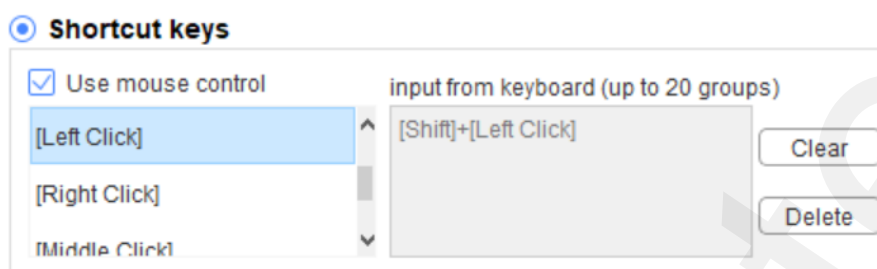 Shortcut keys
Use mouse control
input from keyboard (up to 20 groups)
[Left Click]
[Shift]+[Left Click]
Clear
[Right Click]
Delete
[Middle Click]